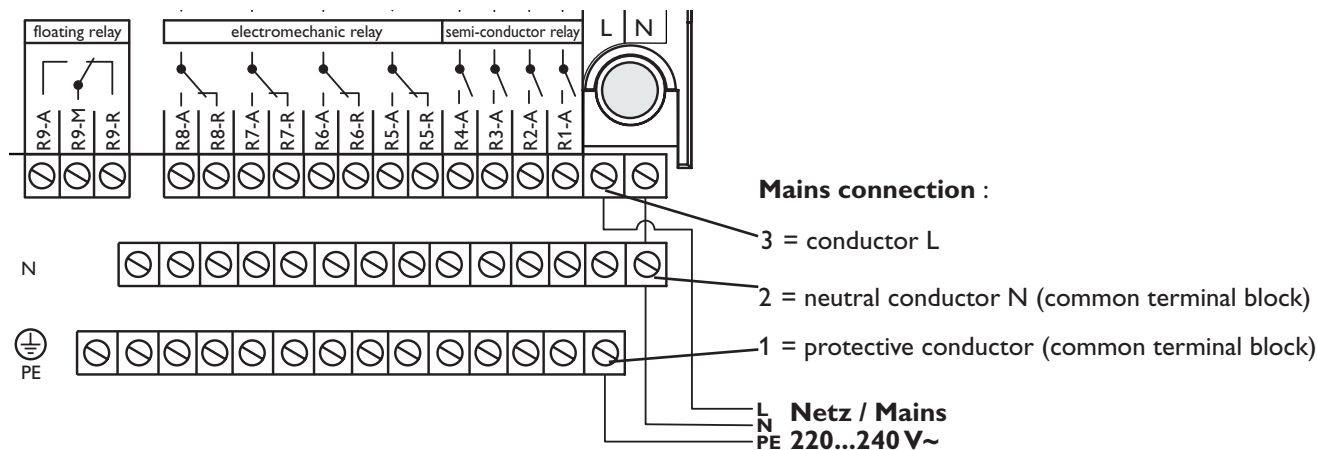 floating relay
electromechanic relay
semi-conductor relay
L N
R9-A
R9-M
R9-R
R8-A
R8-R
R7-A
R7-R
R6-A
R6-R
R5-A
R5-R
R4-A
R3-A
R2-A
R1-A
Mains connection :
3 = conductor L
N
2 = neutral conductor N (common terminal block)
1 = protective conductor (common terminal block)
PE
L Netz / Mains
N
PE 220...240 V~